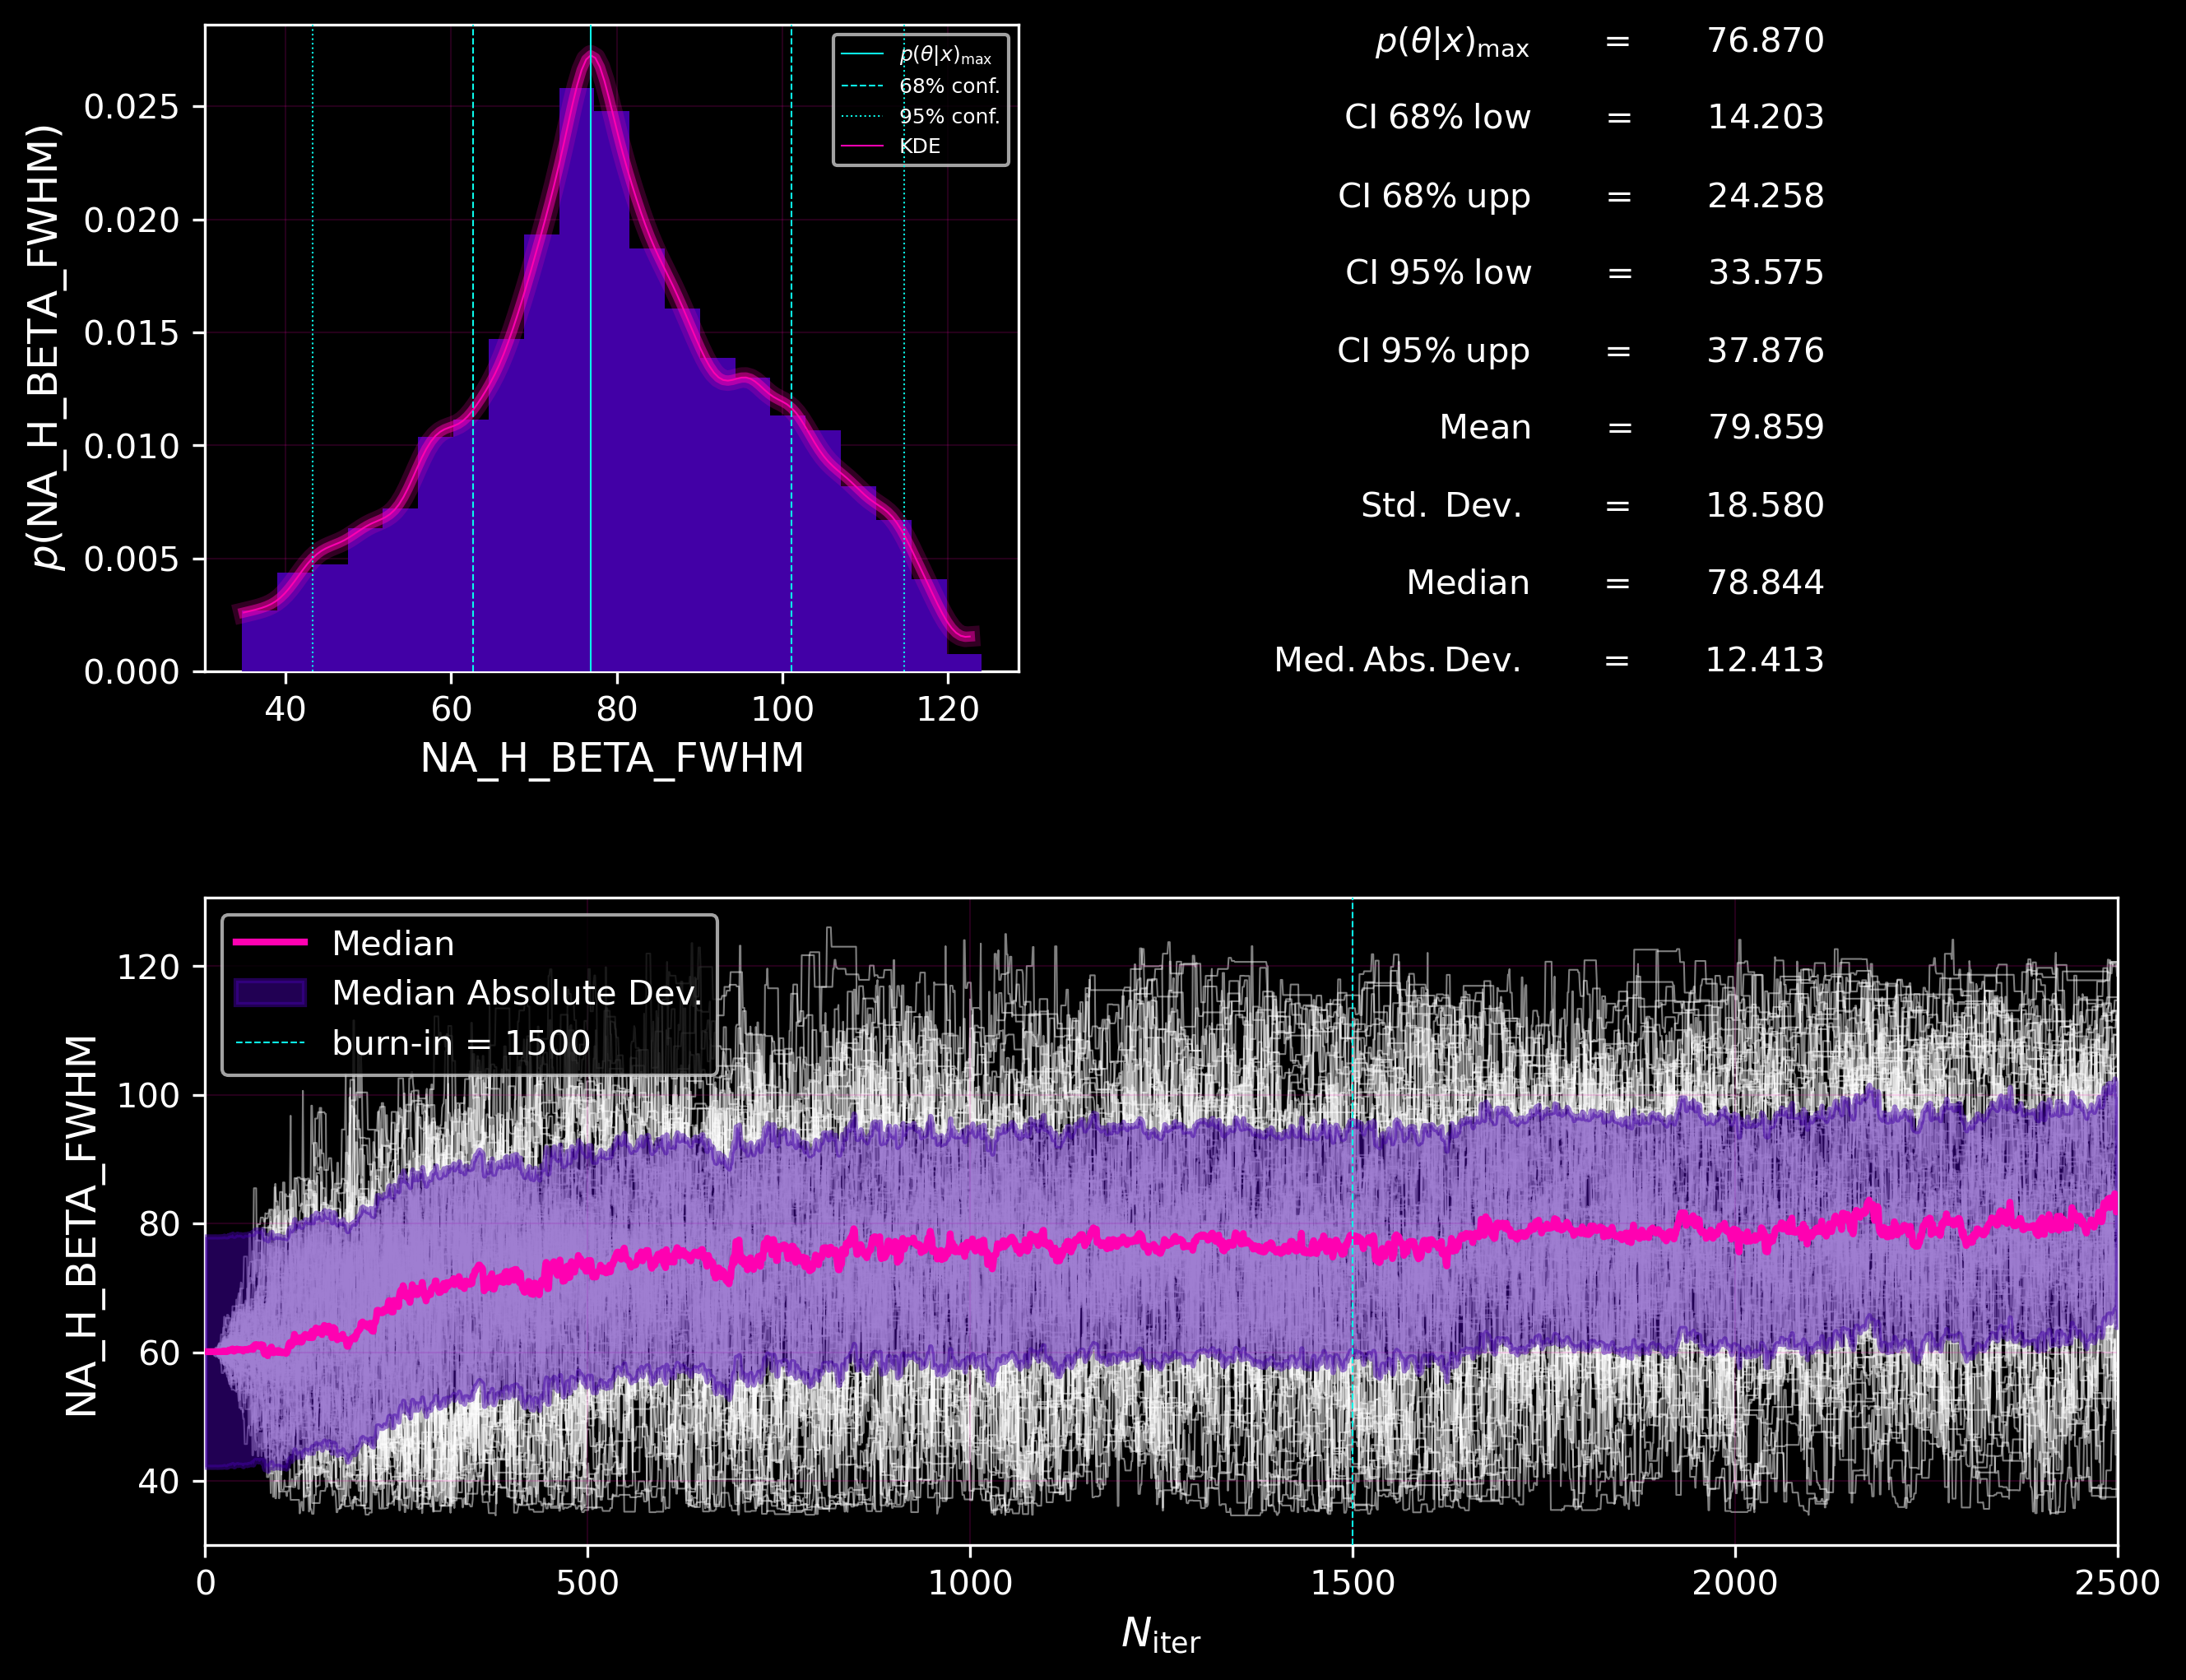 p(NA_H_BETA_FWHM)
0.025
0.020
0.015
0.010
0.005
0.000
40 60 80 100 120
NA_H_BETA_FWHM
p(θ|x)max
68% conf.
95% conf.
KDE
p(θ|x)max = 76.870
CI 68% low = 14.203
CI 68% upp = 24.258
CI 95% low = 33.575
CI 95% upp = 37.876
Mean = 79.859
Std. Dev. = 18.580
Median = 78.844
Med. Abs. Dev. = 12.413
NA_H_BETA_FWHM
120
100
80
60
40
Median
Median Absolute Dev.
burn-in = 1500
0 500 1000 1500 2000 2500
Niter